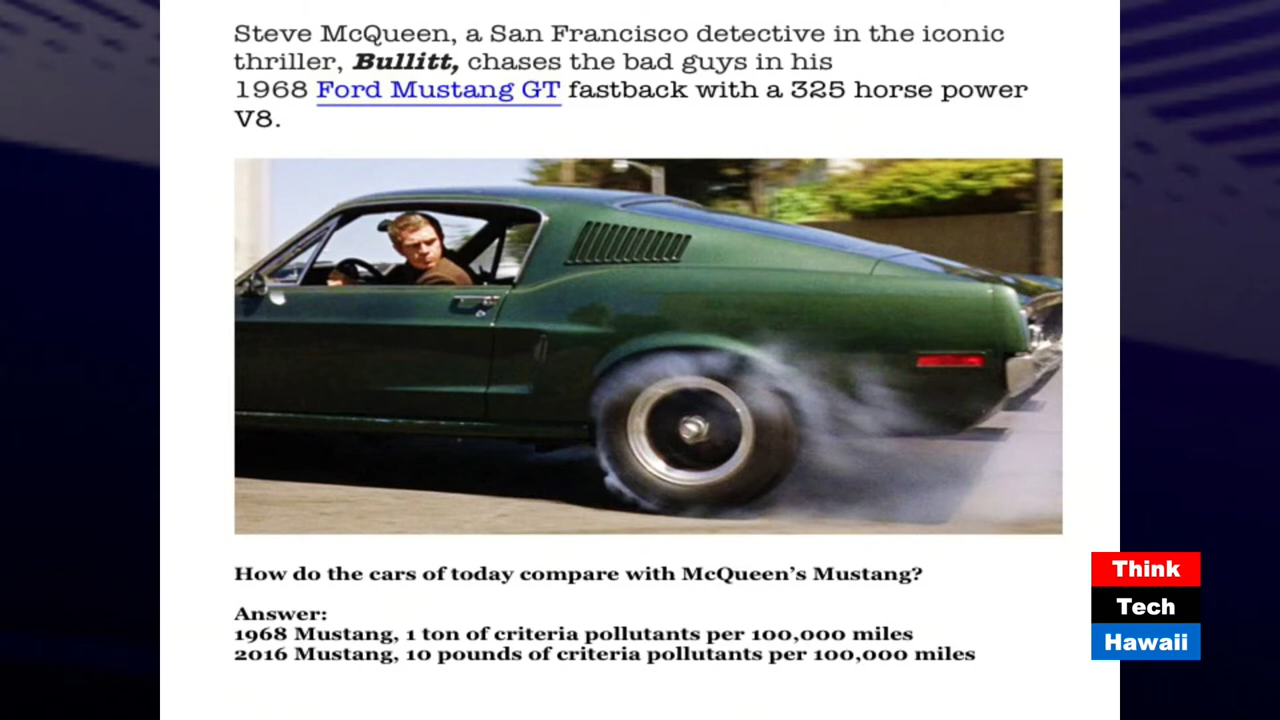 Steve McQueen, a San Francisco detective in the iconic
thriller, Bullitt, chases the bad guys in his
1968 Ford Mustang GT fastback with a 325 horse power
V8.
How do the cars of today compare with McQueen's Mustang?
Answer:
1968 Mustang, 1 ton of criteria pollutants per 100,000 miles
2016 Mustang, 10 pounds of criteria pollutants per 100,000 miles
Think
Tech
Hawaii